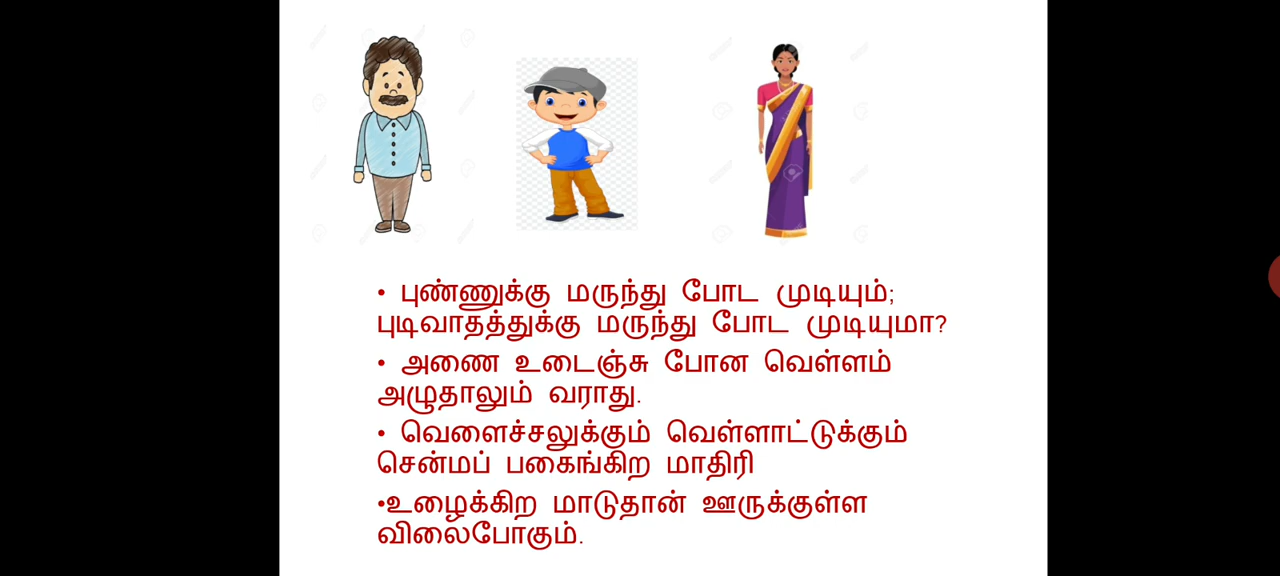 • புண்ணுக்கு மருந்து போட முடியும்;
புடிவாதத்துக்கு மருந்து போட முடியுமா?
• அணை உடைஞ்சு போன வெள்ளம்
அழுதாலும் வராது.
• வெளைச்சலுக்கும் வெள்ளாட்டுக்கும்
சென்மப் பகைங்கிற மாதிரி
•உழைக்கிற மாடுதான் ஊருக்குள்ள
விலைபோகும்.